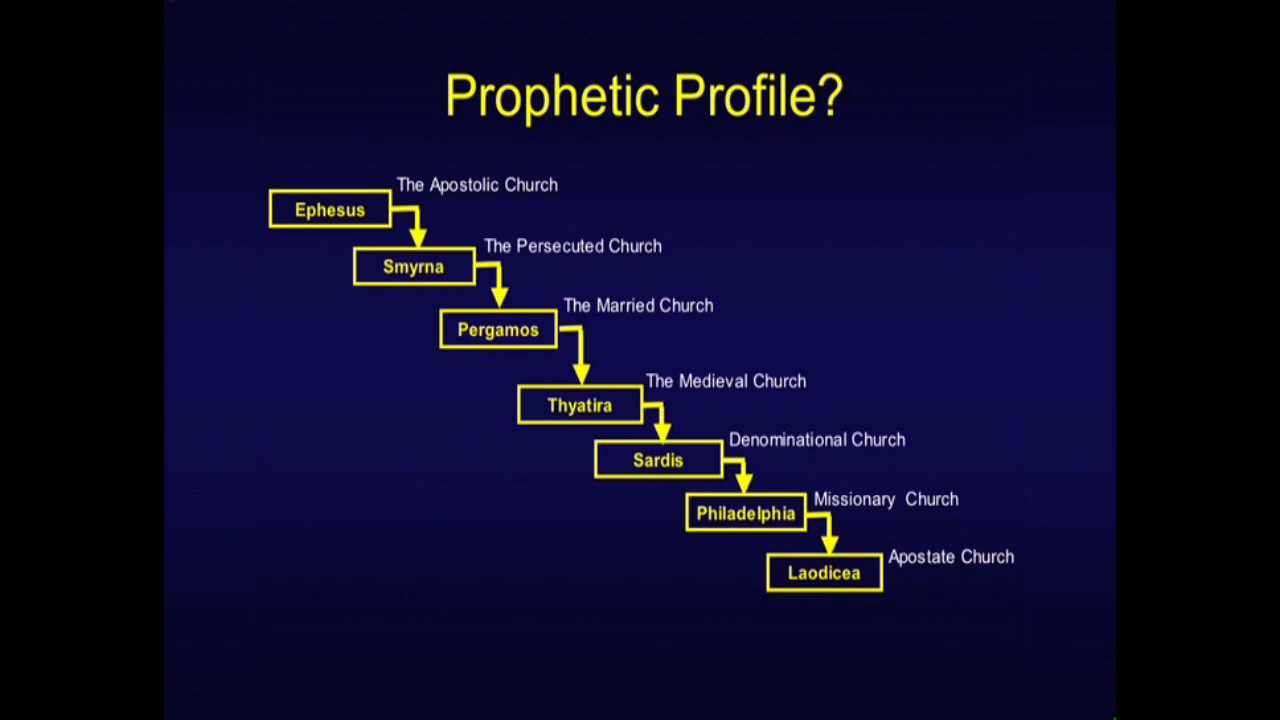 Prophetic Profile?
The Apostolic Church
Ephesus
The Persecuted Church
Smyrna
The Married Church
Pergamos
The Medieval Church
Thyatira
Denominational Church
Sardis
Missionary Church
Philadelphia
Apostate Church
Laodicea